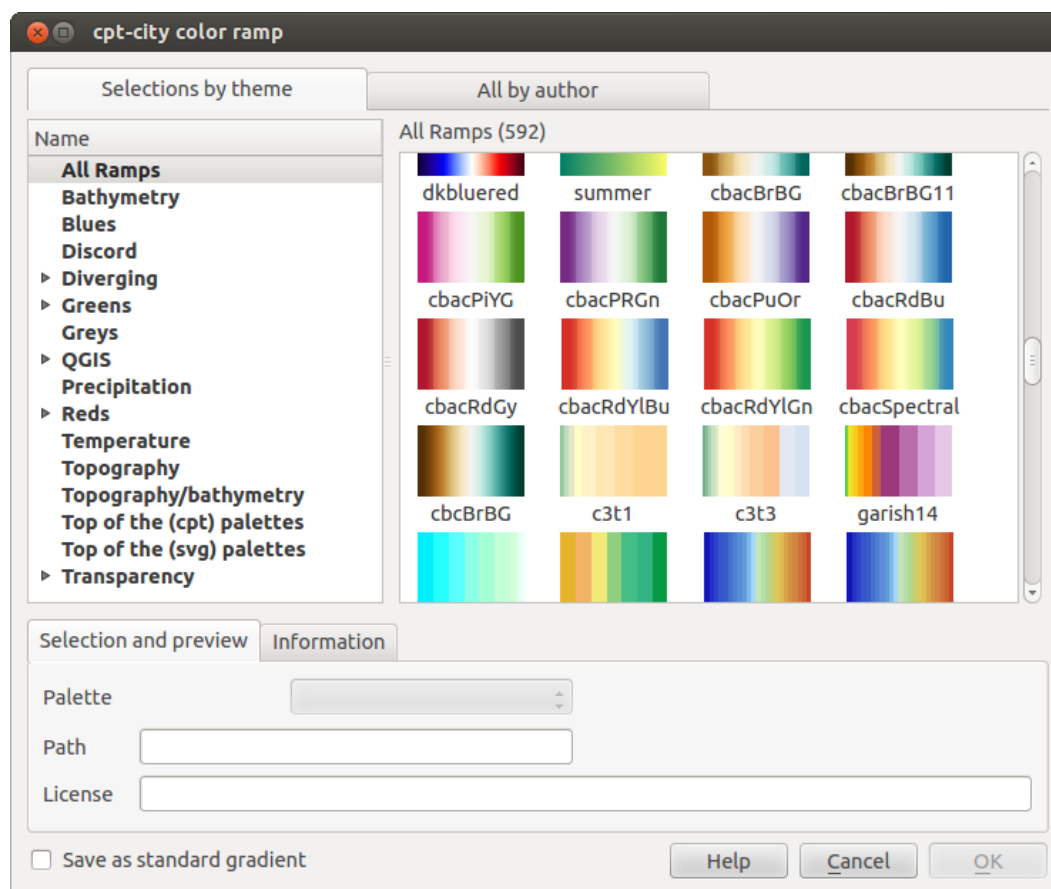 cpt-city color ramp
Selections by theme
All by author
Name
All Ramps
Bathymetry
Blues
Discord
Diverging
Greens
Greys
QGIS
Precipitation
Reds
Temperature
Topography
Topography/bathymetry
Top of the (cpt) palettes
Top of the (svg) palettes
Transparency
All Ramps (592)
dkbluered summer cbacBrBG cbacBrBG11
cbacPiYG cbacPRGn cbacPuOr cbacRdBu
cbacRdGy cbacRdYlBu cbacRdYlGn cbacSpectral
cbcBrBG c3t1 c3t3 garish14
Selection and preview
Information
Palette
Path
License
Save as standard gradient
Help
Cancel
OK